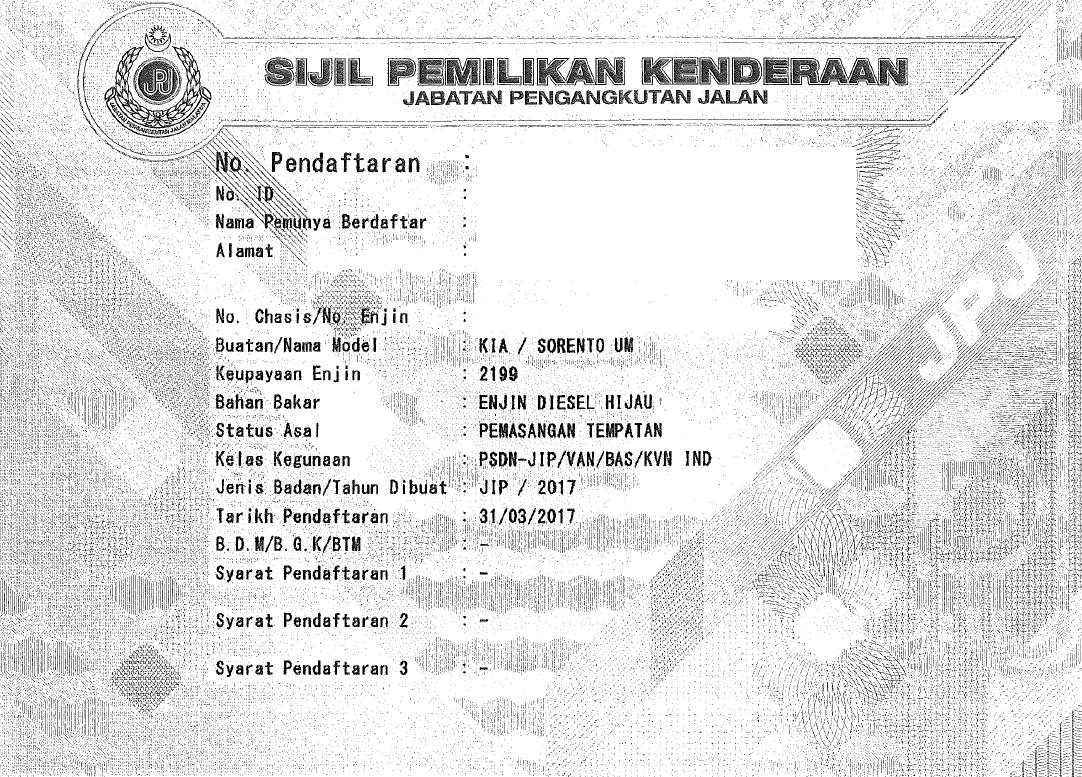 SIJIL PEMILIKAN KENDERAAN
JABATAN PENGANGKUTAN JALAN
No. Pendaftaran :
No. ID :
Nama Pemunya Berdaftar :
Alamat :
No. Chasis/No. Enjin :
Buatan/Nama Model : KIA / SORENTO UM
Keupayaan Enjin : 2199
Bahan Bakar : ENJIN DIESEL HIJAU
Status Asal : PEMASANGAN TEMPATAN
Kelas Kegunaan : PSDN-JIP/VAN/BAS/KVN IND
Jenis Badan/Tahun Dibuat : JIP / 2017
Tarikh Pendaftaran : 31/03/2017
B.D.M/B.G.K/BTM : -
Syarat Pendaftaran 1 : -
Syarat Pendaftaran 2 : -
Syarat Pendaftaran 3 : -
JPJ